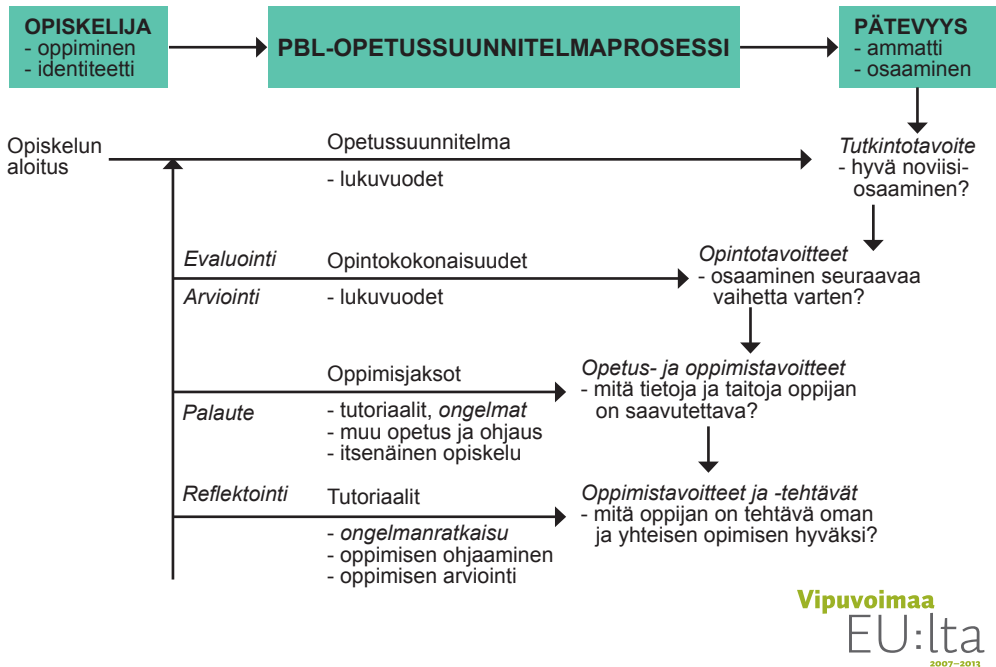 OPISKELIJA
- oppiminen
- identiteetti
PBL-OPETUSSUUNNITELMAPROSESSI
PÄTEVYYS
- ammatti
- osaaminen
Opiskelun
aloitus
Opetussuunnitelma
- lukuvuodet
Tutkintotavoite
- hyvä noviisi-
osaaminen?
Evaluointi
Arviointi
Opintokokonaisuudet
- lukuvuodet
Opintotavoitteet
- osaaminen seuraavaa
vaihetta varten?
Palaute
Oppimisjaksot
- tutoriaalit, ongelmat
- muu opetus ja ohjaus
- itsenäinen opiskelu
Opetus- ja oppimistavoitteet
- mitä tietoja ja taitoja oppijan
on saavutettava?
Reflektointi
Tutoriaalit
- ongelmanratkaisu
- oppimisen ohjaaminen
- oppimisen arviointi
Oppimistavoitteet ja -tehtävät
- mitä oppijan on tehtävä oman
ja yhteisen opimisen hyväksi?
Vipuvoimaa
EU:lta
2007–2013